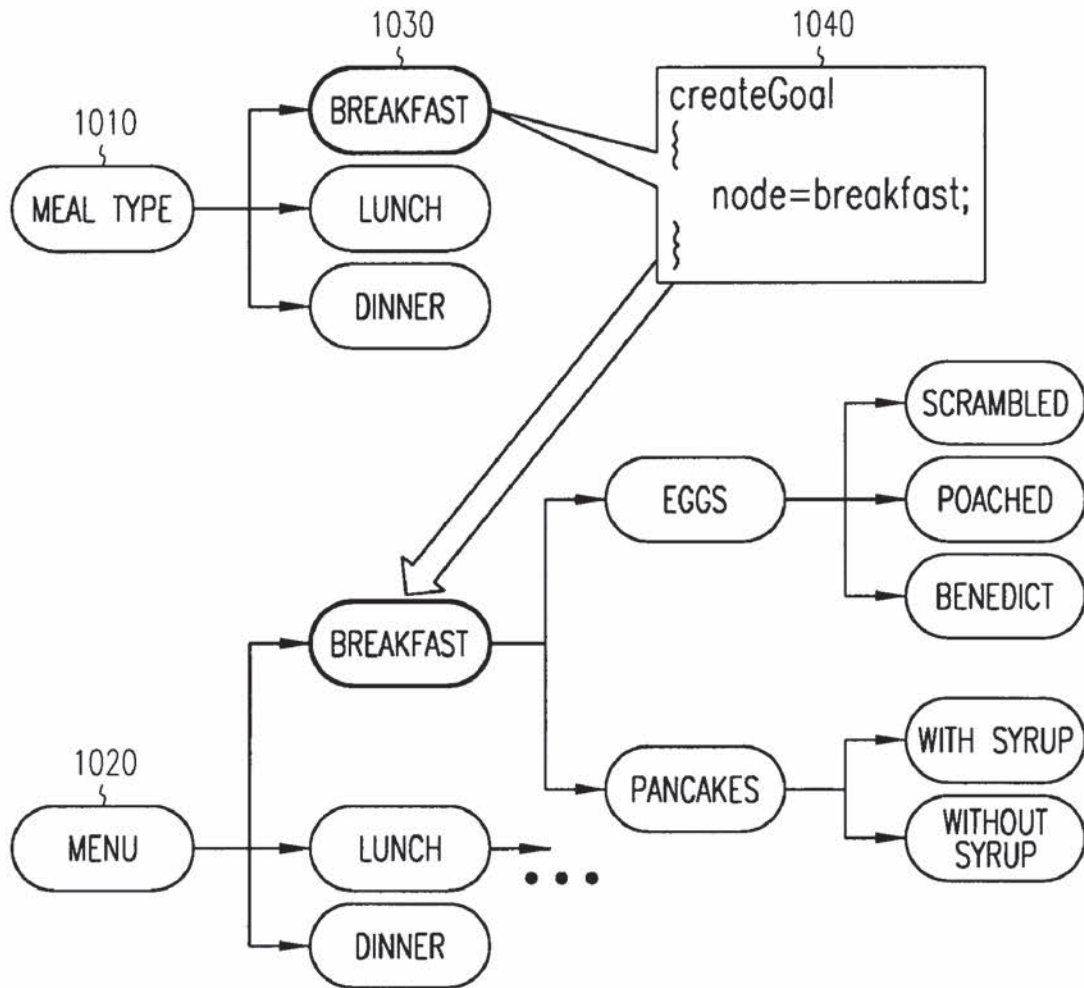 1030
1040
BREAKFAST
createGoal
{
node=breakfast;
}
1010
MEAL TYPE
LUNCH
DINNER
SCRAMBLED
EGGS
POACHED
BENEDICT
BREAKFAST
WITH SYRUP
1020
PANCAKES
MENU
LUNCH
• • •
WITHOUT
SYRUP
DINNER